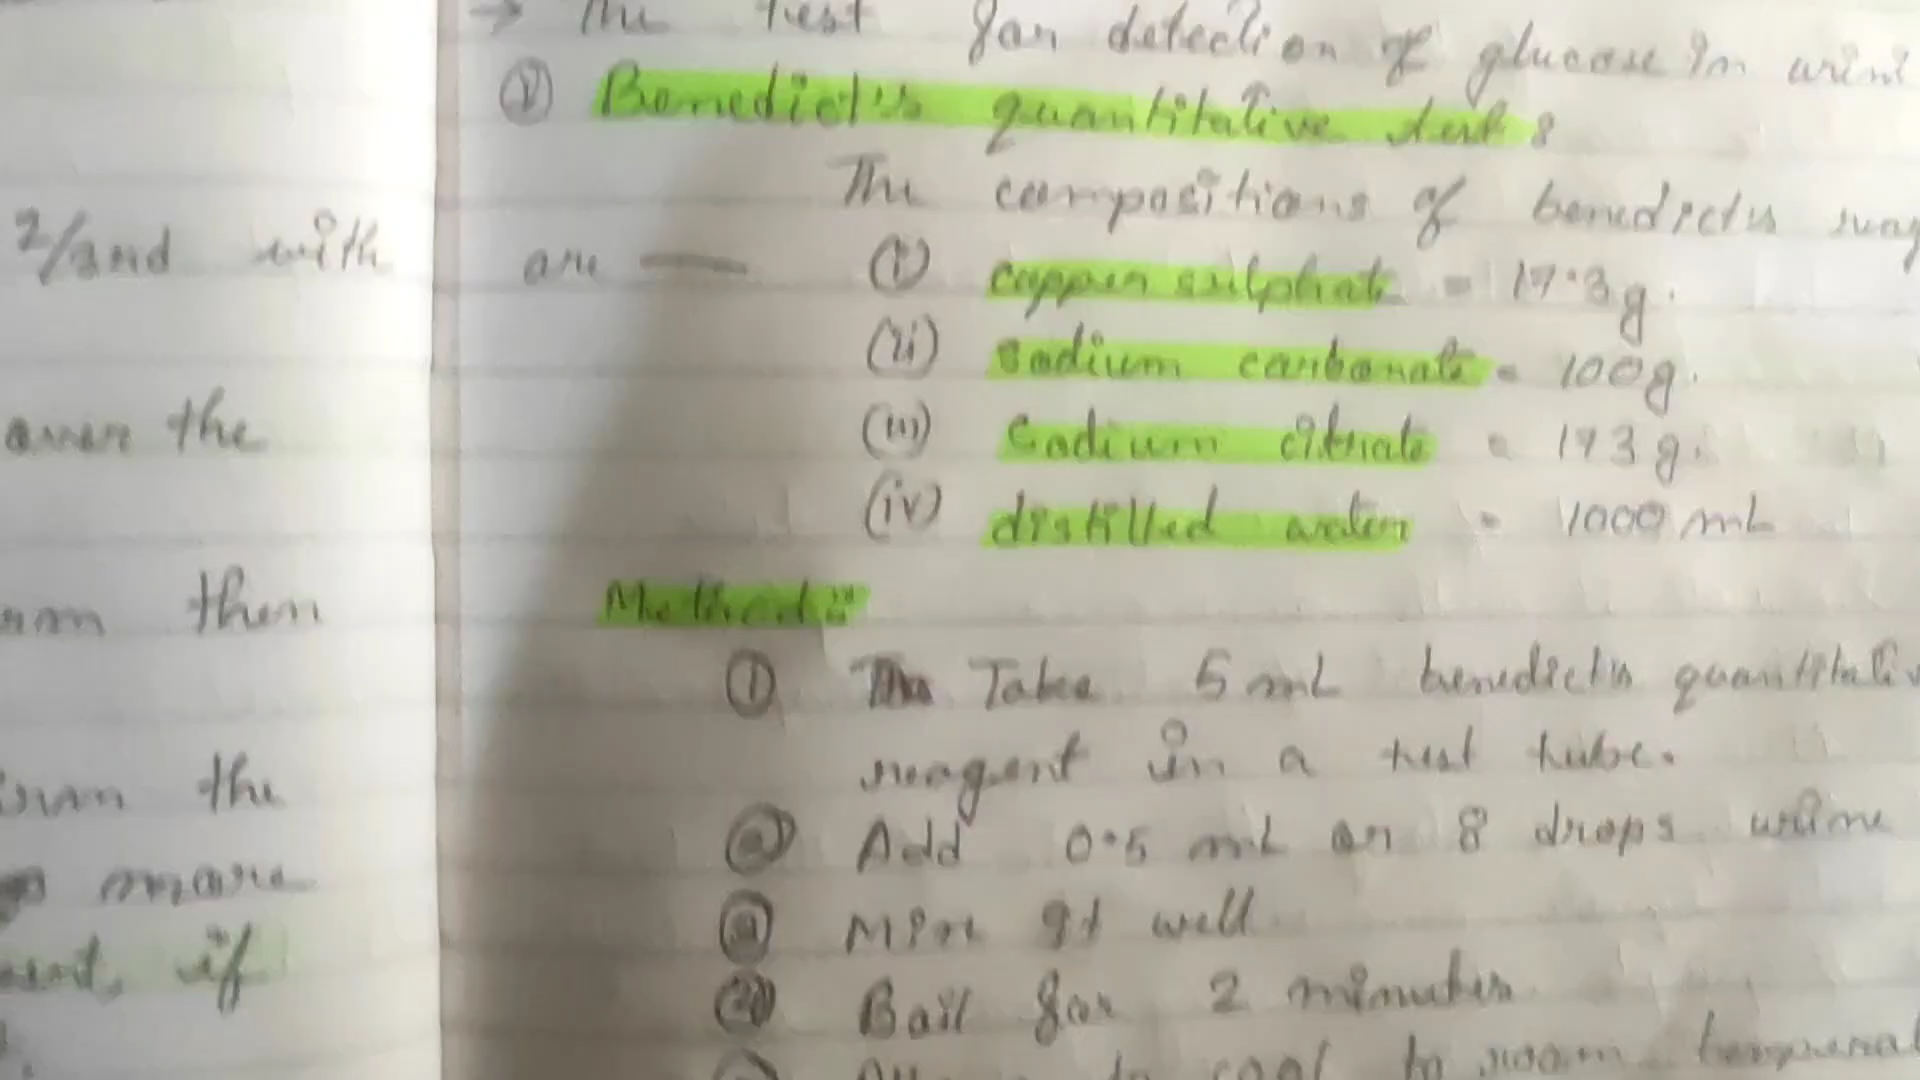 2/3rd with
over the
then
the
more
if
→ The test for detection of glucose in urine
Benedict's quantitative test :
The compositions of benedict's reag
are — (i) copper sulphate = 17.3 g.
(ii) sodium carbonate = 100 g.
(iii) Sodium citrate = 173 g.
(iv) distilled water = 1000 mL
Method :
① Take 5 mL benedict's quantitativ
reagent in a test tube.
② Add 0.5 mL or 8 drops urine
③ Mix it well
④ Boil for 2 minutes
to cool to room temperat